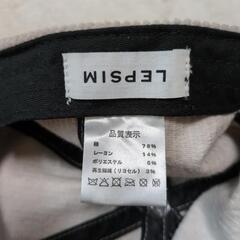 LEPSIM
品質表示
綿 78%
レーヨン 14%
ポリエステル 5%
再生繊維（リヨセル） 3%